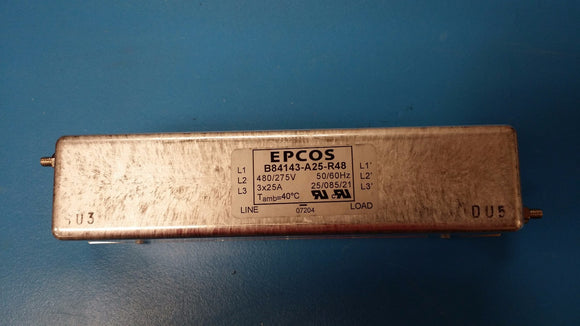 EPCOS
L1 B84143-A25-R48 L1'
L2 480/275V 50/60Hz L2'
L3 3x25A 25/085/21 L3'
Tamb=40°C
LINE 07204 LOAD
U3
DU5